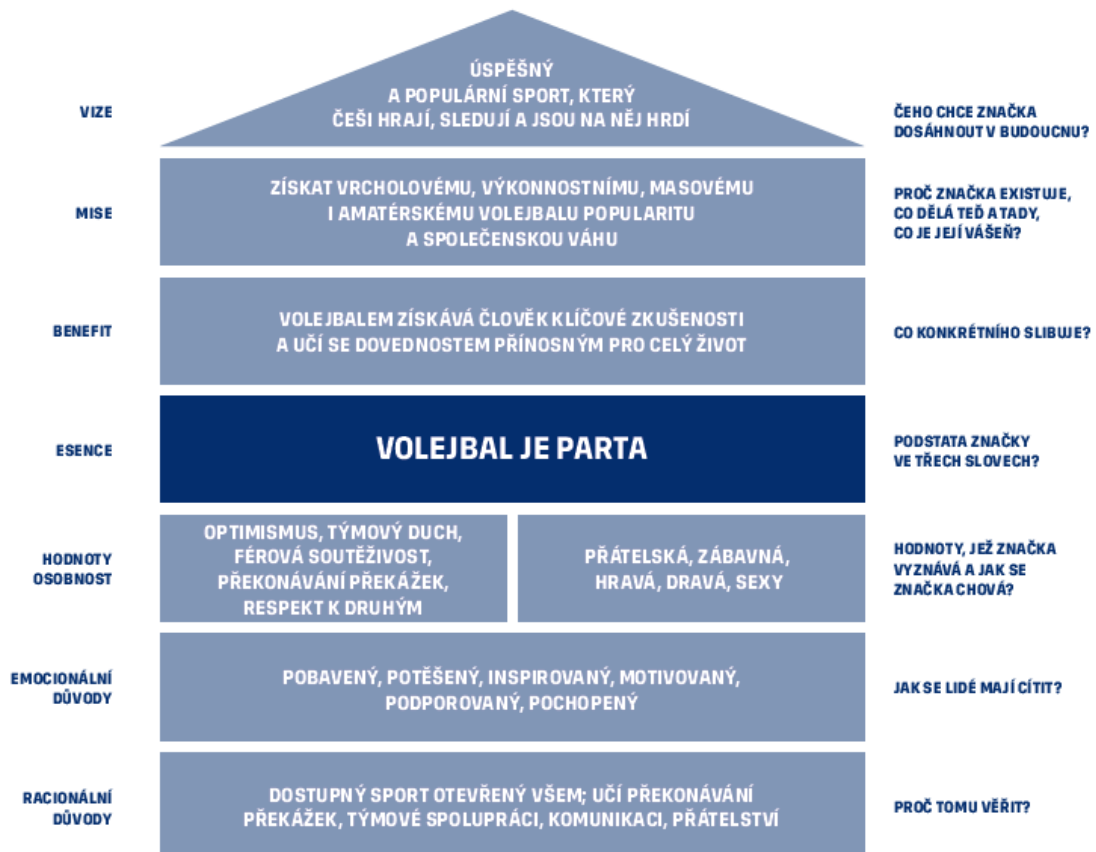 ÚSPĚŠNÝ
A POPULÁRNÍ SPORT, KTERÝ
ČEŠI HRAJÍ, SLEDUJÍ A JSOU NA NĚJ HRDÍ
VIZE
ČEHO CHCE ZNAČKA
DOSÁHNOUT V BUDOUCNU?
ZÍSKAT VRCHOLOVÉMU, VÝKONNOSTNÍMU, MASOVÉMU
I AMATÉRSKÉMU VOLEJBALU POPULARITU
A SPOLEČENSKOU VÁHU
MISE
PROČ ZNAČKA EXISTUJE,
CO DĚLÁ TEĎ A TADY,
CO JE JEJÍ VÁŠEŇ?
BENEFIT
VOLEJBALEM ZÍSKÁVÁ ČLOVĚK KLÍČOVÉ ZKUŠENOSTI
A UČÍ SE DOVEDNOSTEM PŘÍNOSNÝM PRO CELÝ ŽIVOT
CO KONKRÉTNÍHO SLIBUJE?
ESENCE
VOLEJBAL JE PARTA
PODSTATA ZNAČKY
VE TŘECH SLOVECH?
HODNOTY
OSOBNOST
OPTIMISMUS, TÝMOVÝ DUCH,
FÉROVÁ SOUTĚŽIVOST,
PŘEKONÁVÁNÍ PŘEKÁŽEK,
RESPEKT K DRUHÝM
PŘÁTELSKÁ, ZÁBAVNÁ,
HRAVÁ, DRAVÁ, SEXY
HODNOTY, JEŽ ZNAČKA
VYZNÁVÁ A JAK SE
ZNAČKA CHOVÁ?
EMOCIONÁLNÍ
DŮVODY
POBAVENÝ, POTĚŠENÝ, INSPIROVANÝ, MOTIVOVANÝ,
PODPOROVANÝ, POCHOPENÝ
JAK SE LIDÉ MAJÍ CÍTIT?
RACIONÁLNÍ
DŮVODY
DOSTUPNÝ SPORT OTEVŘENÝ VŠEM; UČÍ PŘEKONÁVÁNÍ
PŘEKÁŽEK, TÝMOVÉ SPOLUPRÁCI, KOMUNIKACI, PŘÁTELSTVÍ
PROČ TOMU VĚŘIT?